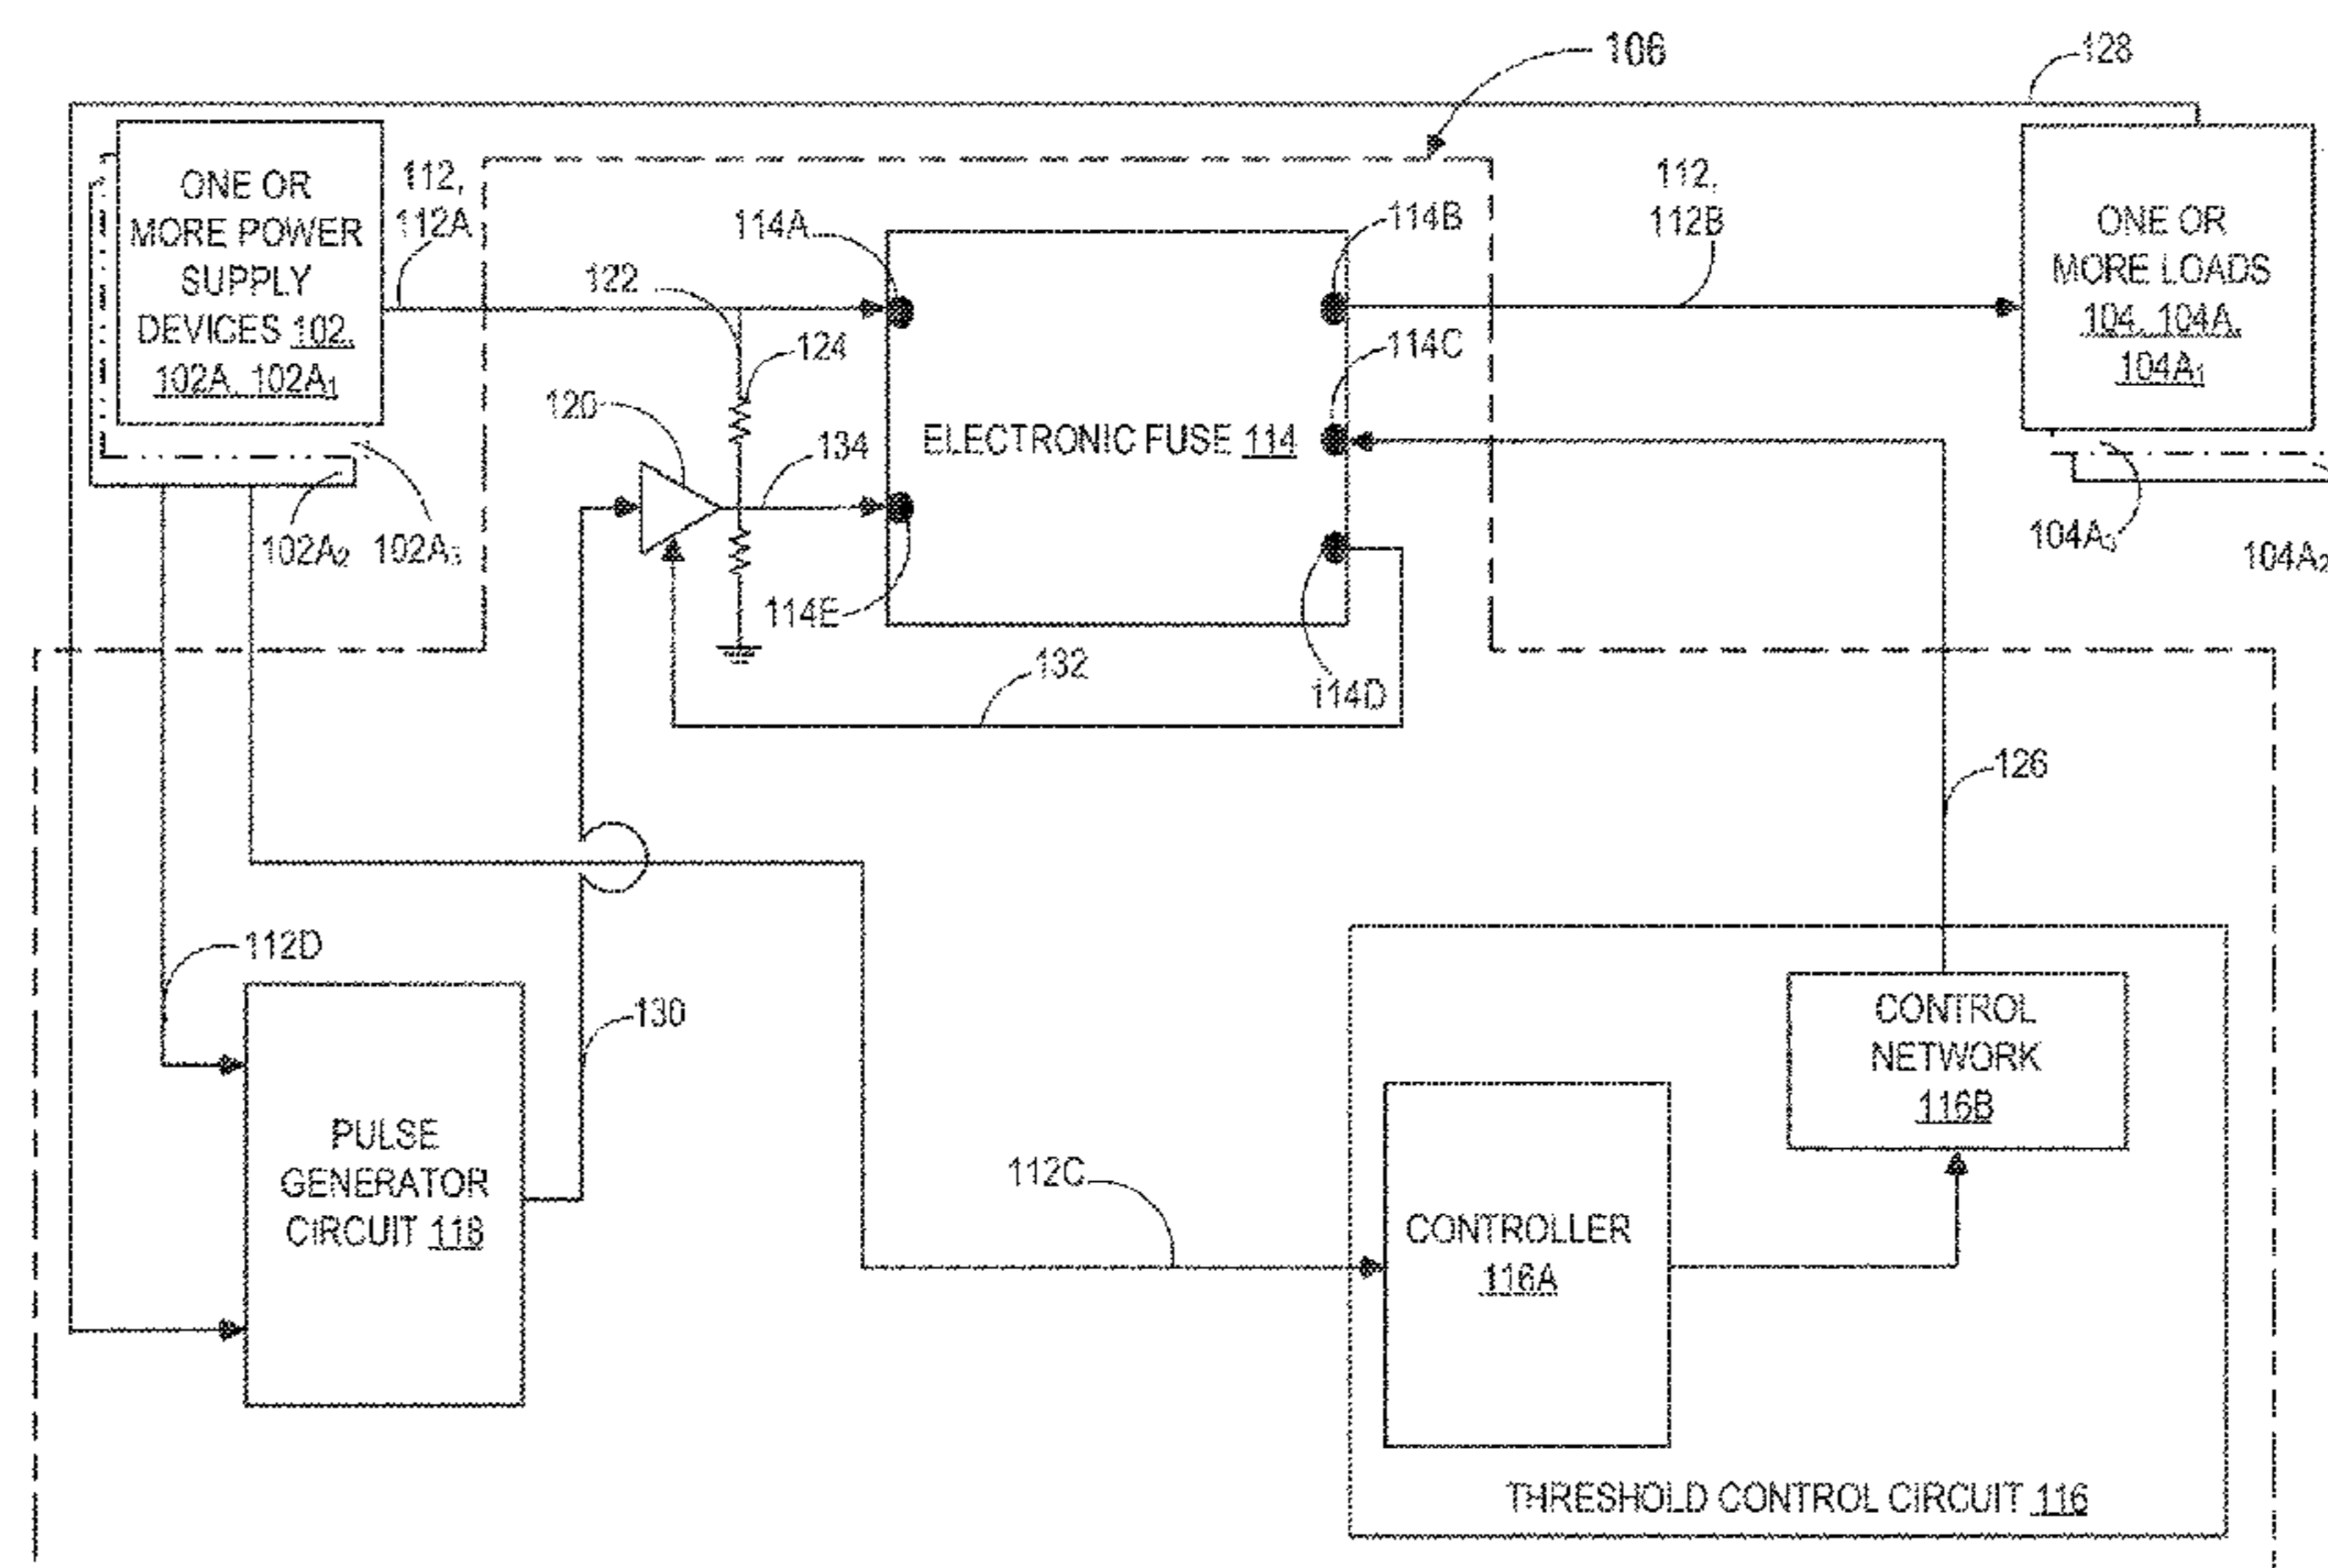 106
128
ONE OR
MORE POWER
SUPPLY
DEVICES 102,
102A, 102A₁
112,
112A
114A
114B
112,
112B
ONE OR
MORE LOADS
104, 104A,
104A₁
122
124
114C
120
134
ELECTRONIC FUSE 114
102A₂
102A₃
114E
104A₃
104A₂
132
114D
126
112D
130
CONTROL
NETWORK
116B
PULSE
GENERATOR
CIRCUIT 118
112C
CONTROLLER
116A
THRESHOLD CONTROL CIRCUIT 116